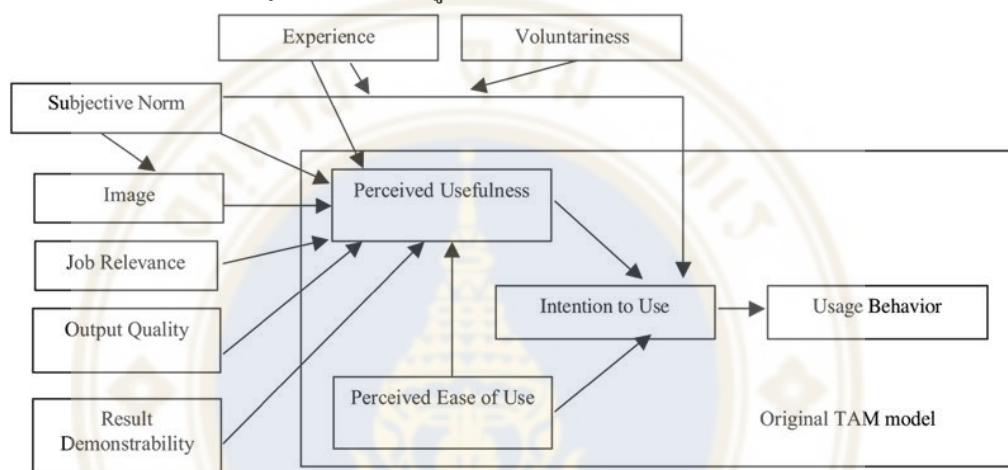 Experience
Voluntariness
Subjective Norm
Image
Perceived Usefulness
Job Relevance
Intention to Use
Usage Behavior
Output Quality
Perceived Ease of Use
Result
Demonstrability
Original TAM model